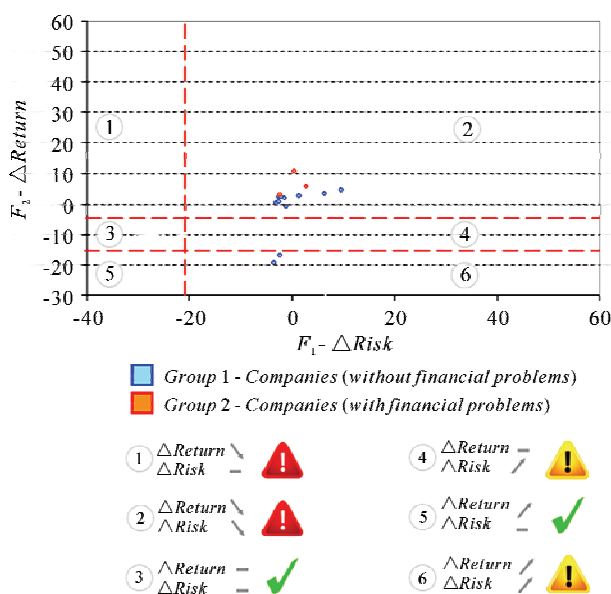 60
50
40
30
20
10
0
-10
-20
-30
F₂ - △Return
1
2
3
4
5
6
-40
-20
0
20
40
60
F₁ - △Risk
Group 1 - Companies (without financial problems)
Group 2 - Companies (with financial problems)
1 △Return
△Risk
2 △Return
△Risk
3 △Return
△Risk
4 △Return
△Risk
5 △Return
△Risk
6 △Return
△Risk